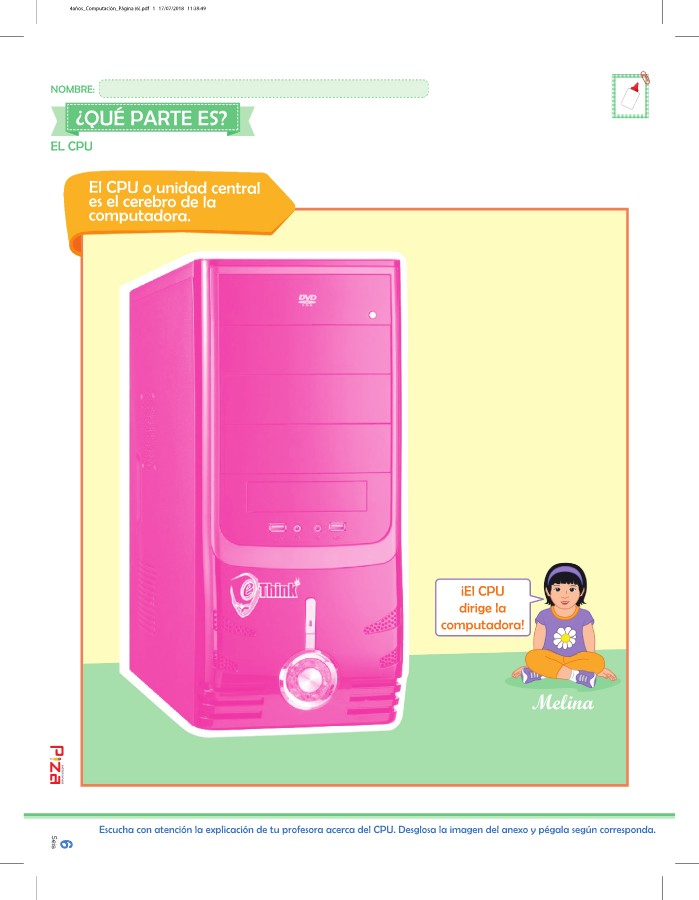 4años_Computación_Página (6).pdf 1 17/07/2018 11:39:49
NOMBRE:
¿QUÉ PARTE ES?
EL CPU
El CPU o unidad central
es el cerebro de la
computadora.
DVD
eThink
¡El CPU
dirige la
computadora!
Melina
PIZA
Escucha con atención la explicación de tu profesora acerca del CPU. Desglosa la imagen del anexo y pégala según corresponda.
6
Seis